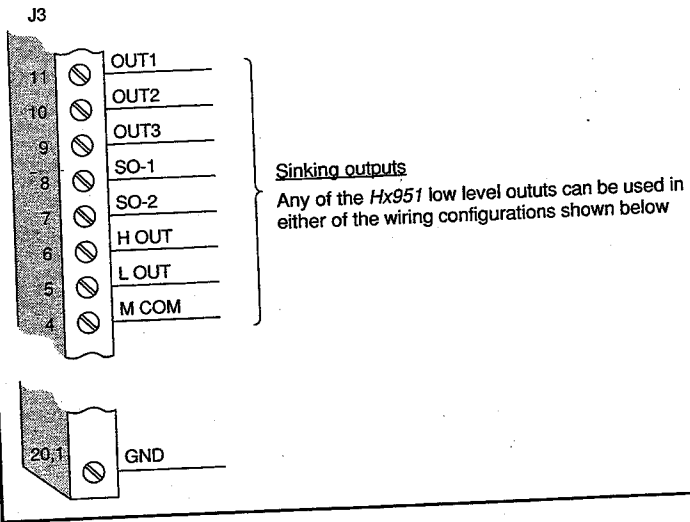 J3
11 OUT1
10 OUT2
9 OUT3
8 SO-1
7 SO-2
6 H OUT
5 L OUT
4 M COM
Sinking outputs
Any of the Hx951 low level oututs can be used in
either of the wiring configurations shown below
20,1 GND